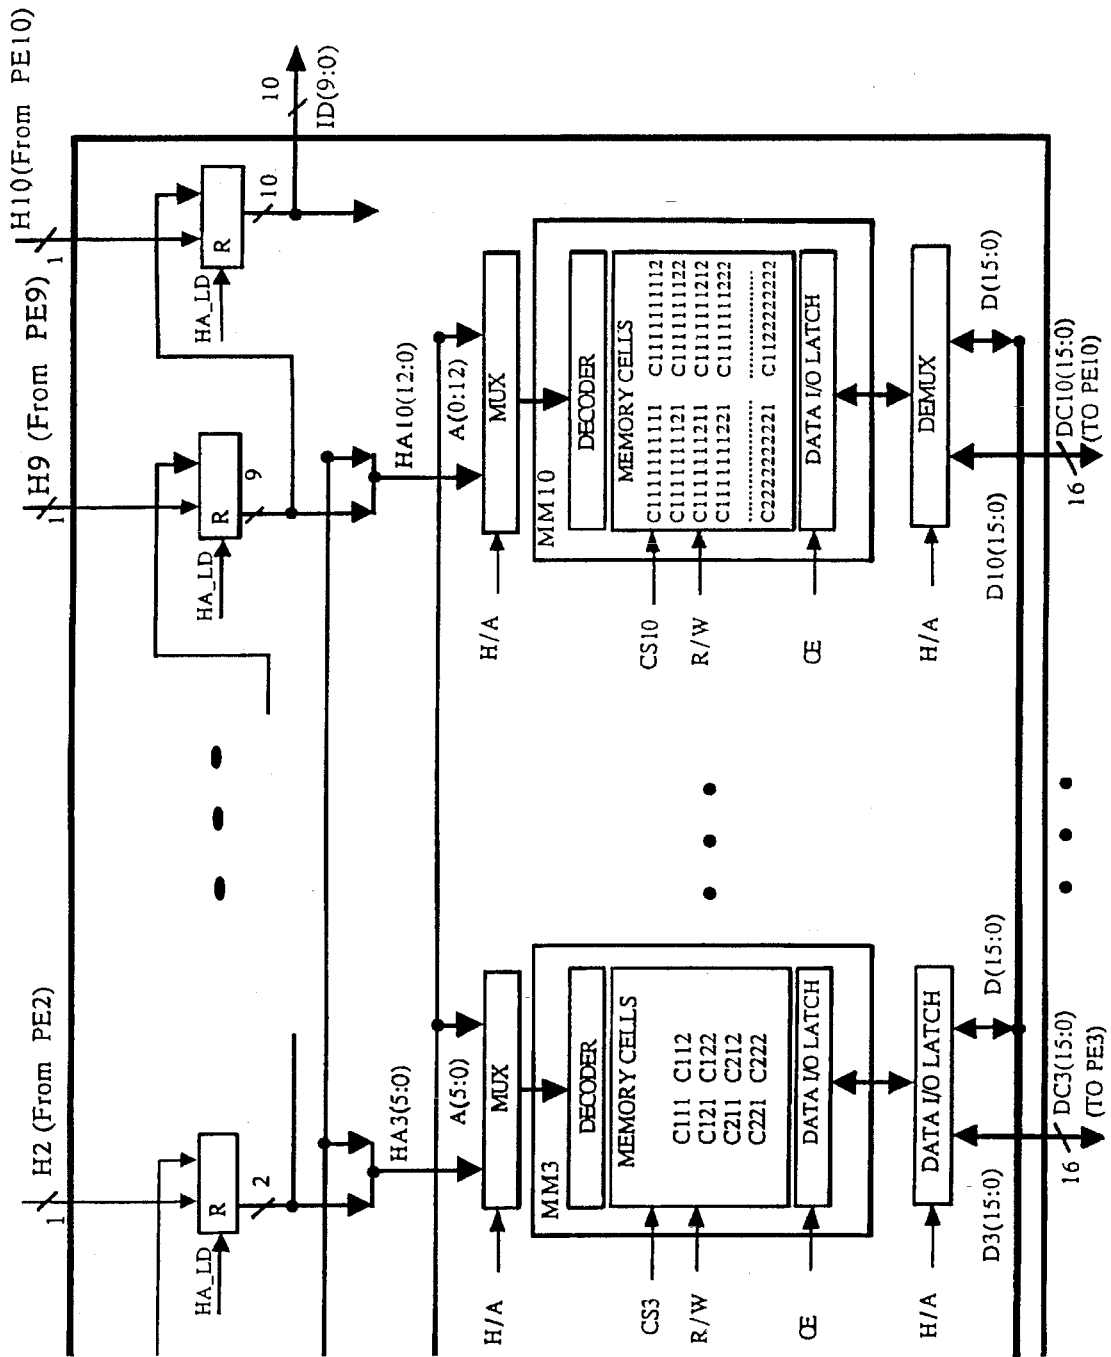 H2 (From PE2)
H9 (From PE9)
H10(From PE10)
1
1
1
HA_LD
R
2
HA_LD
R
9
HA_LD
R
10
10
ID(9:0)
HA3(5:0)
A(5:0)
HA10(12:0)
A(0:12)
H/A
MUX
H/A
MUX
MM3
DECODER
MEMORY CELLS
C111 C112
C121 C122
C211 C212
C221 C222
DATA I/O LATCH
CS3
R/W
OE
MM10
DECODER
MEMORY CELLS
C1111111111 C1111111112
C1111111121 C1111111122
C1111111211 C1111111212
C1111111221 C1111111222
C2222222221 C1122222222
DATA I/O LATCH
CS10
R/W
OE
H/A
DATA I/O LATCH
H/A
DEMUX
D3(15:0)
D(15:0)
D10(15:0)
D(15:0)
16
DC3(15:0)
(TO PE3)
16
DC10(15:0)
(TO PE10)